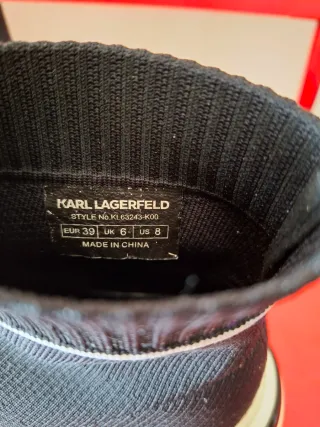 KARL LAGERFELD
STYLE No.KL63243-K00
EUR 39 UK 6 US 8
MADE IN CHINA